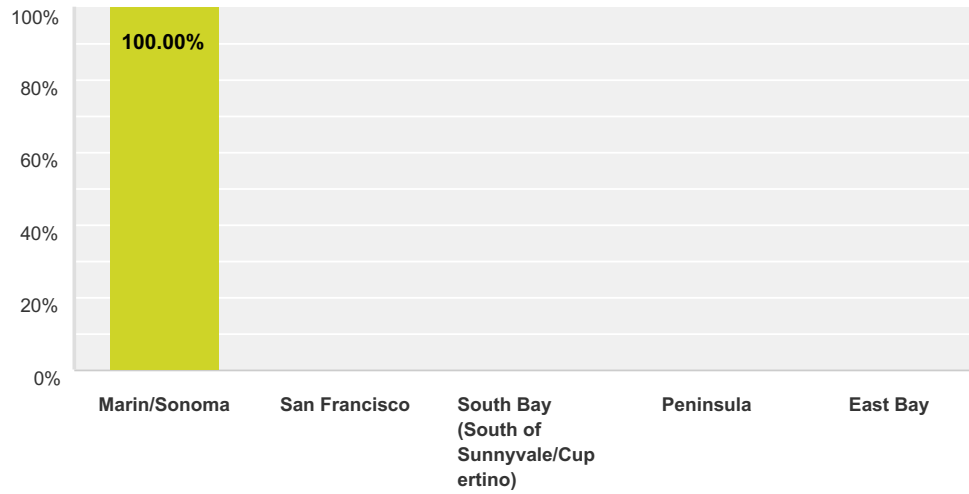 100%
100.00%
80%
60%
40%
20%
0%
Marin/Sonoma
San Francisco
South Bay
(South of
Sunnyvale/Cup
ertino)
Peninsula
East Bay